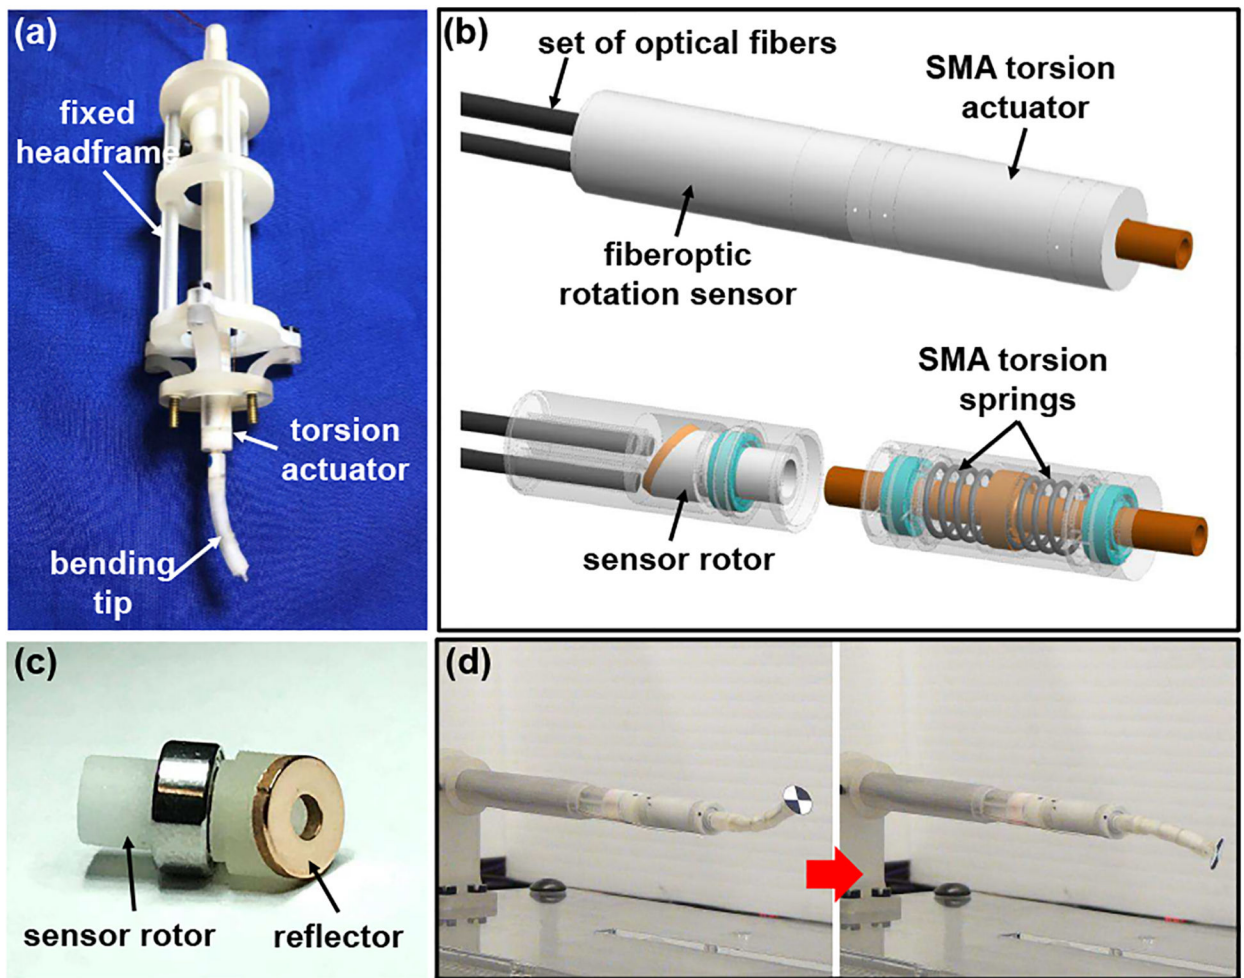 (a)
fixed
headframe
torsion
actuator
bending
tip
(b)
set of optical fibers
SMA torsion
actuator
fiberoptic
rotation sensor
SMA torsion
springs
sensor rotor
(c)
sensor rotor
reflector
(d)